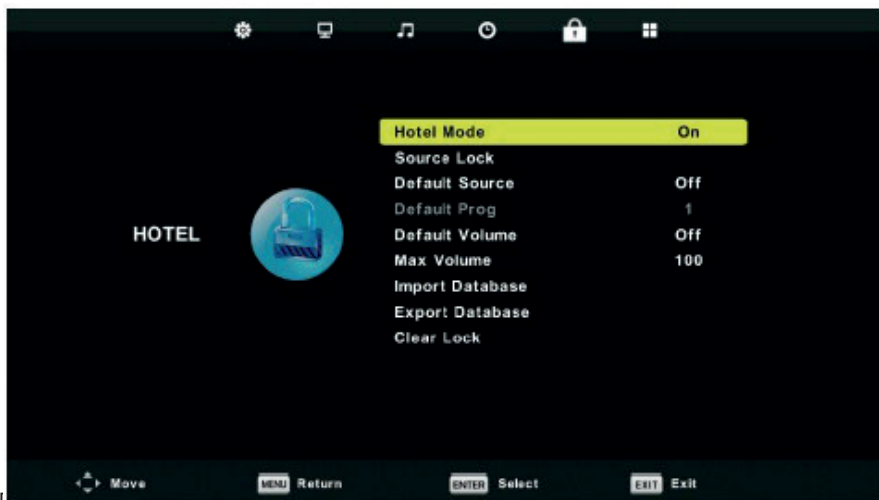 Hotel Mode On
Source Lock
Default Source Off
Default Prog 1
HOTEL
Default Volume Off
Max Volume 100
Import Database
Export Database
Clear Lock
Move MENU Return ENTER Select EXIT Exit